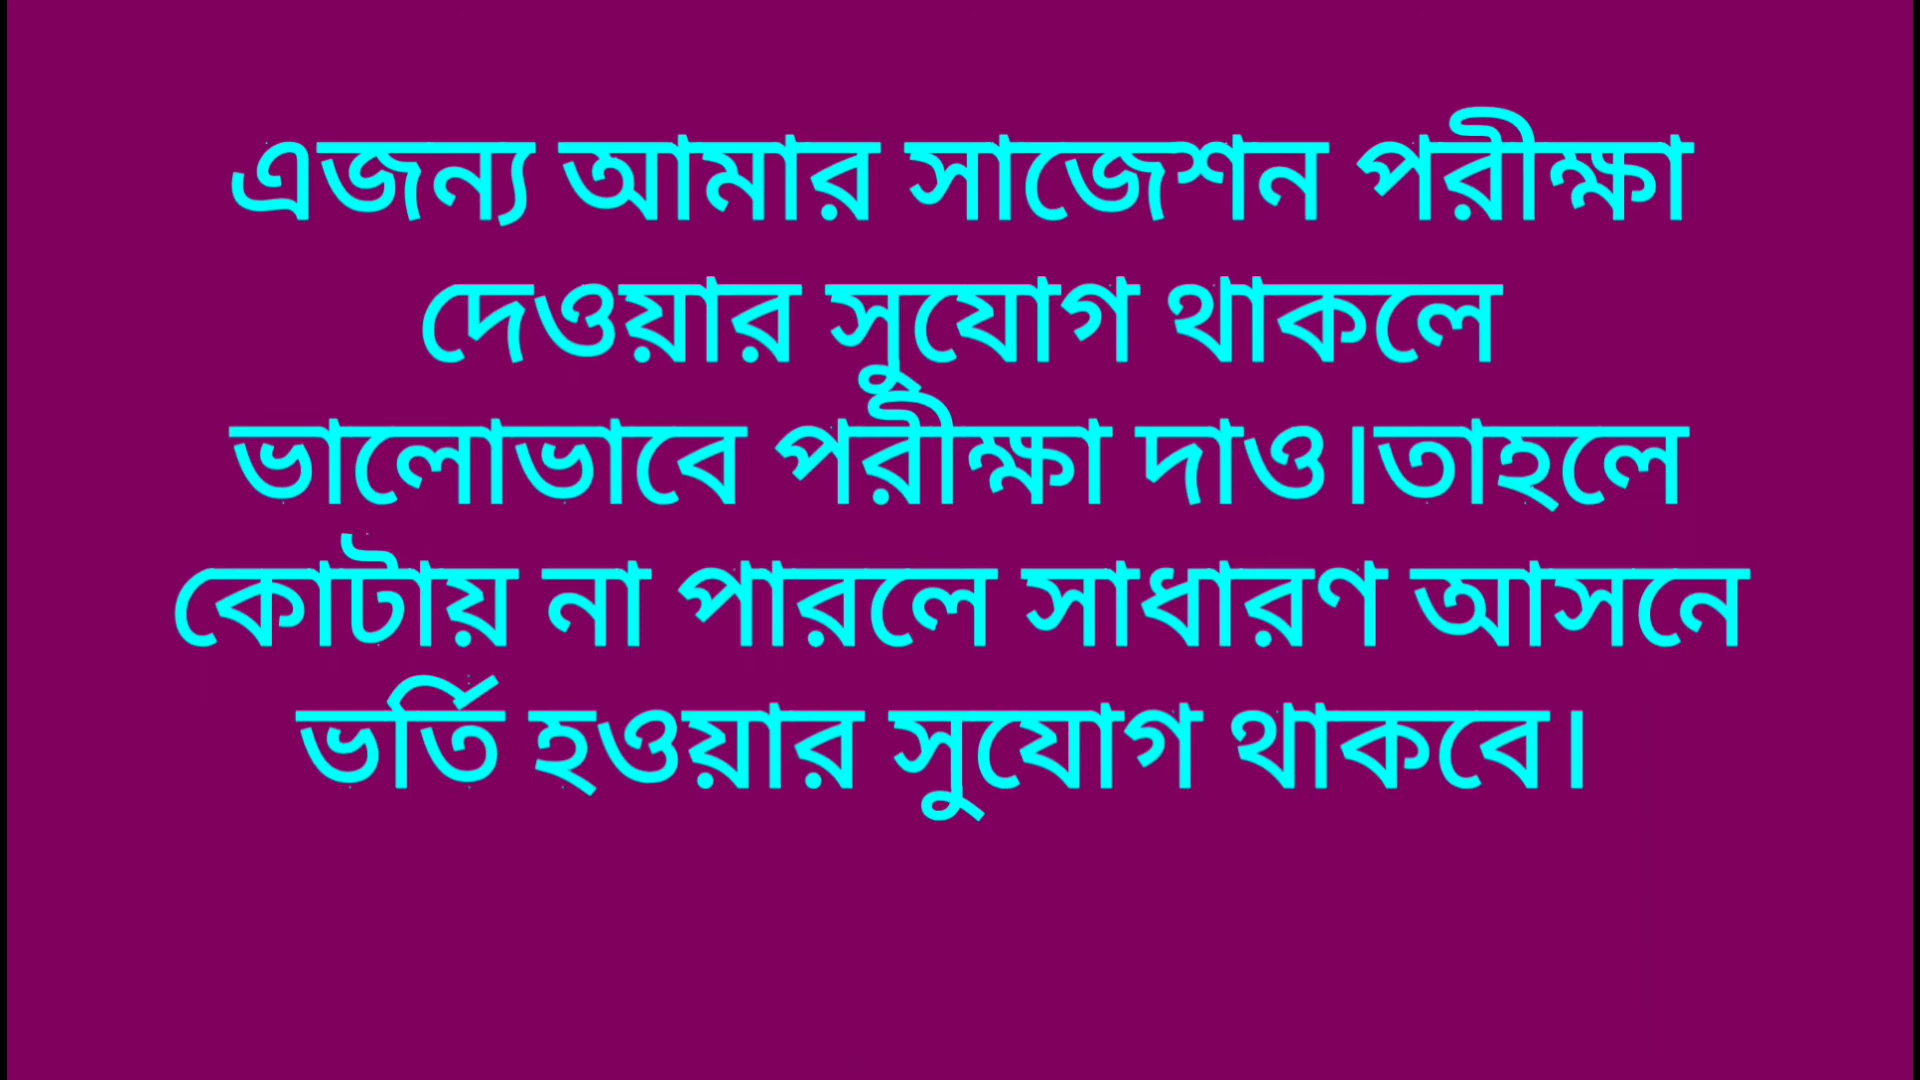 এজন্য আমার সাজেশন পরীক্ষা
দেওয়ার সুযোগ থাকলে
ভালোভাবে পরীক্ষা দাও।তাহলে
কোটায় না পারলে সাধারণ আসনে
ভর্তি হওয়ার সুযোগ থাকবে।